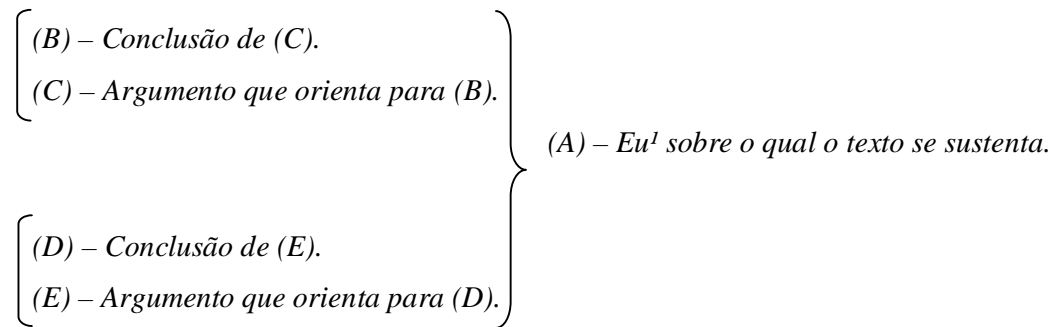 (B) – Conclusão de (C).
(C) – Argumento que orienta para (B).
(A) – Eu¹ sobre o qual o texto se sustenta.
(D) – Conclusão de (E).
(E) – Argumento que orienta para (D).